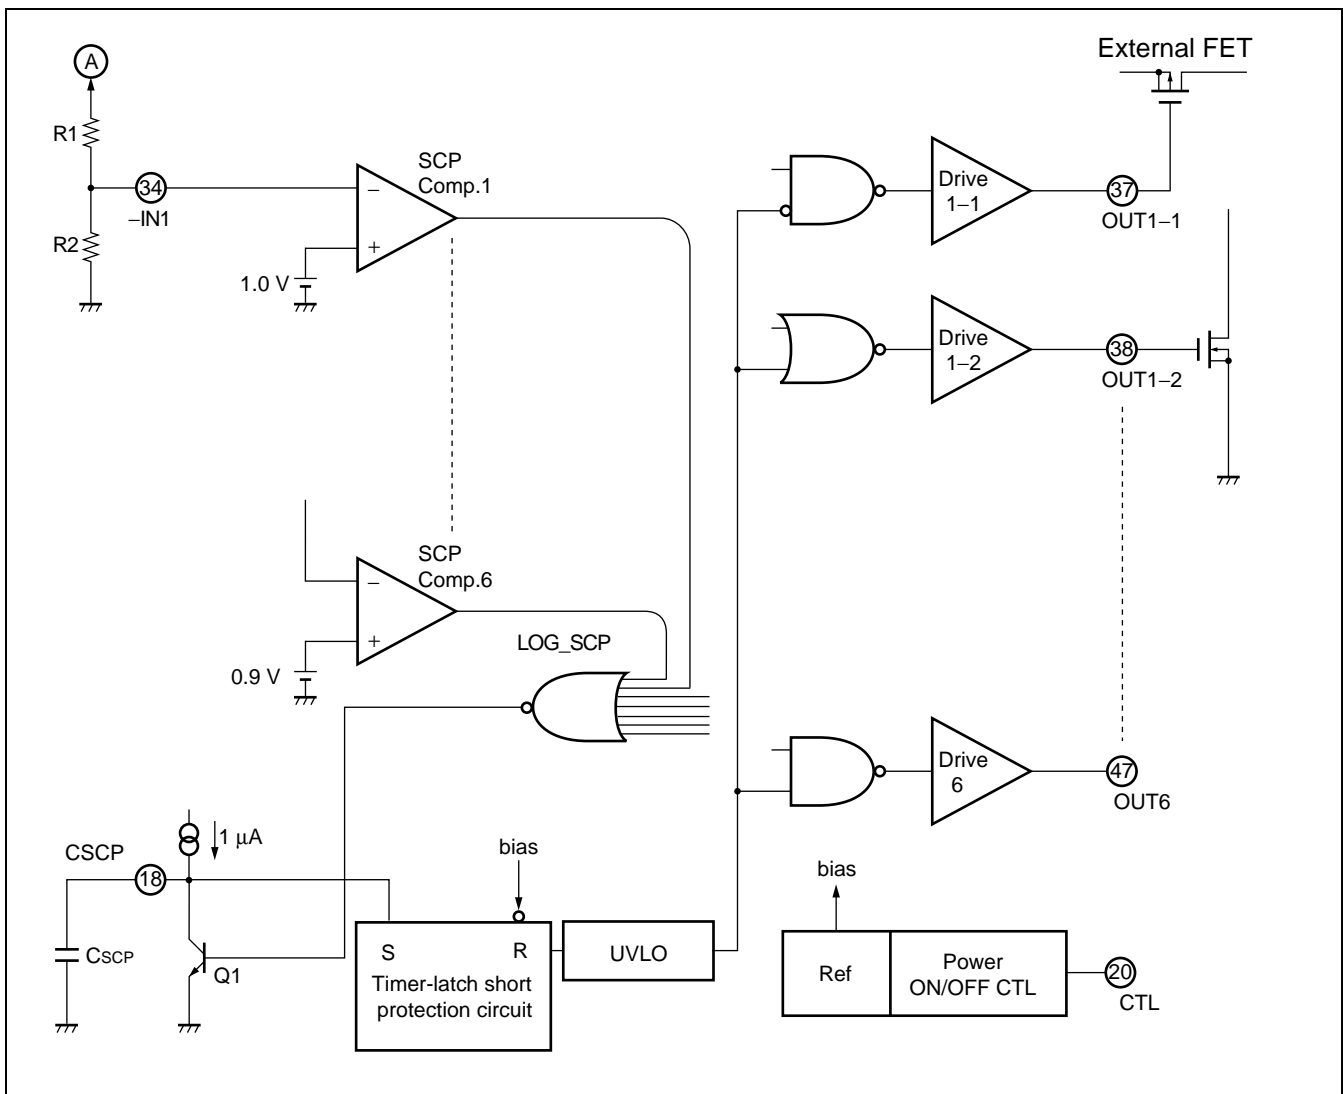 External FET
A
R1
SCP
Comp.1
34
–IN1
−
+
R2
1.0 V
Drive
1–1
37
OUT1–1
Drive
1–2
38
OUT1–2
SCP
Comp.6
−
+
0.9 V
LOG_SCP
Drive
6
47
OUT6
1 µA
CSCP
18
bias
bias
CSCP
Q1
S
R
Timer-latch short
protection circuit
UVLO
Ref
Power
ON/OFF CTL
20
CTL